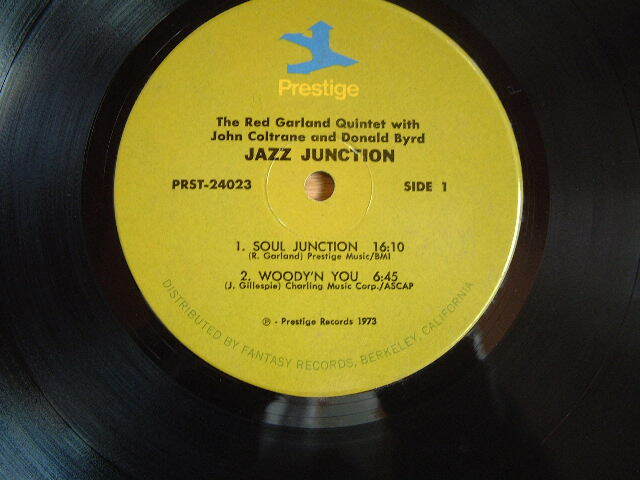 Prestige
The Red Garland Quintet with
John Coltrane and Donald Byrd
JAZZ JUNCTION
PRST-24023 SIDE 1
1. SOUL JUNCTION 16:10
(R. Garland) Prestige Music/BMI
2. WOODY'N YOU 6:45
(J. Gillespie) Charling Music Corp./ASCAP
℗ - Prestige Records 1973
DISTRIBUTED BY FANTASY RECORDS, BERKELEY, CALIFORNIA